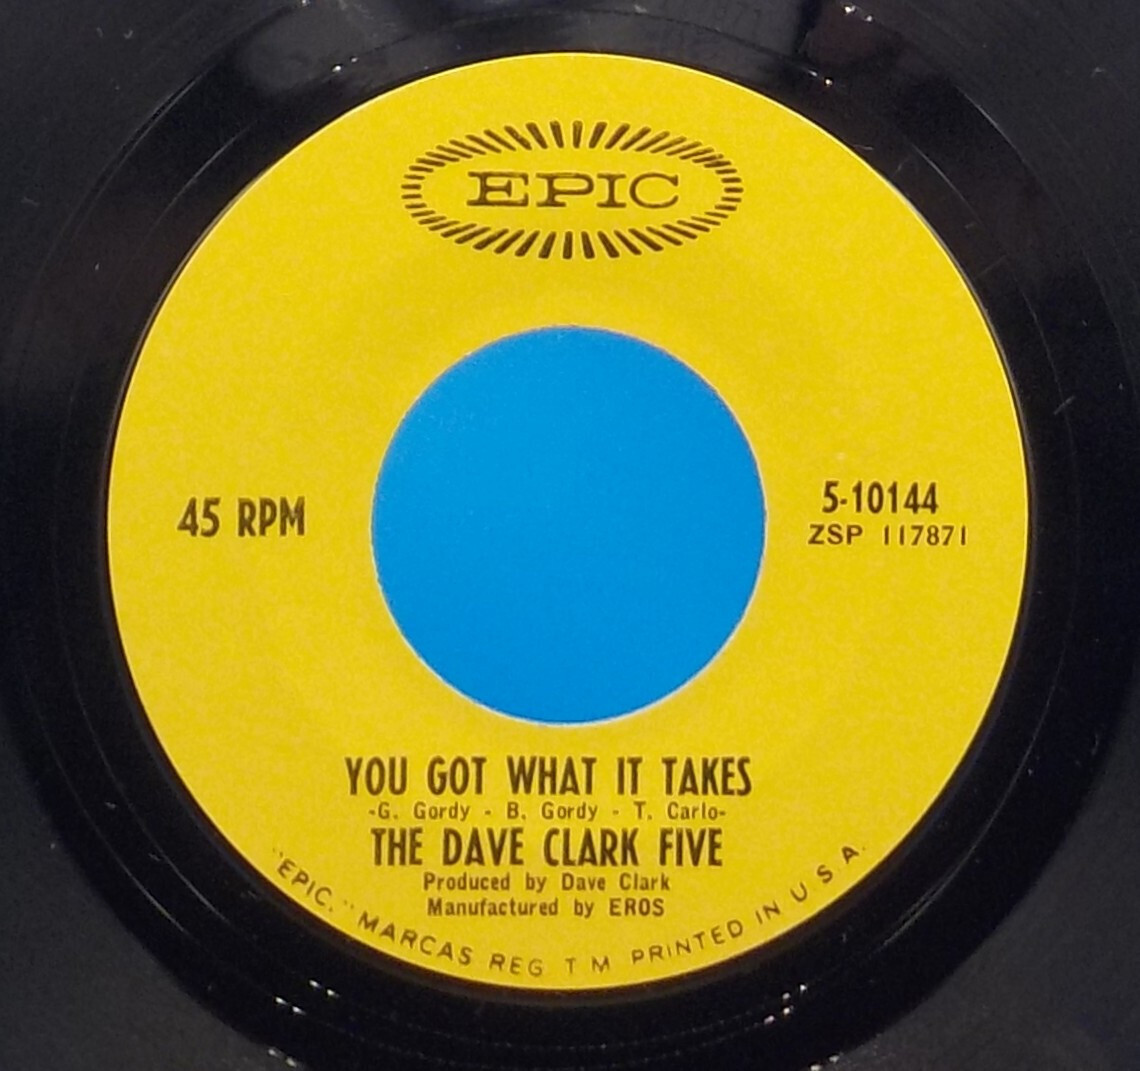 EPIC
45 RPM
5-10144
ZSP 117871
YOU GOT WHAT IT TAKES
-G. Gordy - B. Gordy - T. Carlo-
THE DAVE CLARK FIVE
Produced by Dave Clark
Manufactured by EROS
"EPIC." MARCAS REG T M PRINTED IN U S A.